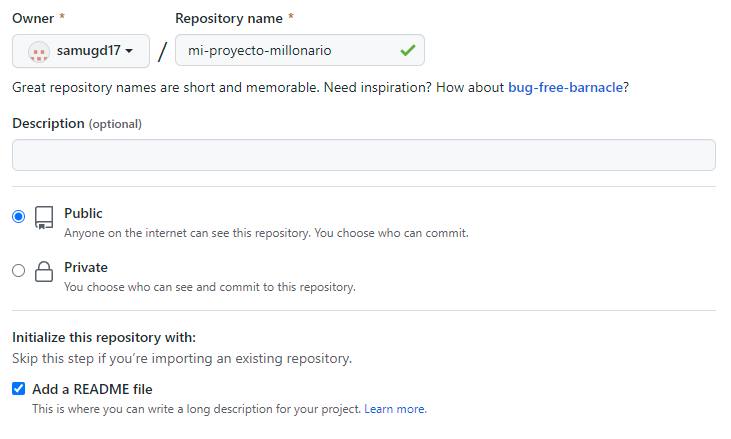 Owner * Repository name *
samugd17 / mi-proyecto-millonario
Great repository names are short and memorable. Need inspiration? How about bug-free-barnacle?
Description (optional)
Public
Anyone on the internet can see this repository. You choose who can commit.
Private
You choose who can see and commit to this repository.
Initialize this repository with:
Skip this step if you're importing an existing repository.
Add a README file
This is where you can write a long description for your project. Learn more.